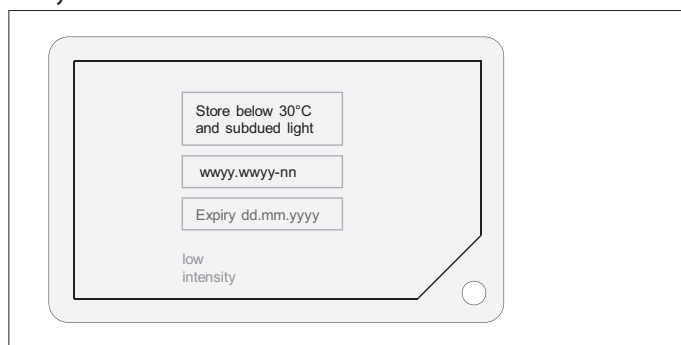 Store below 30°C
and subdued light
wwyy.wwyy-nn
Expiry dd.mm.yyyy
low
intensity